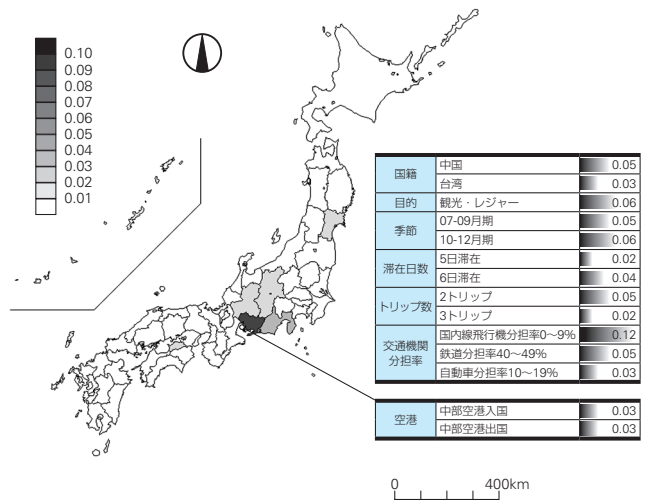 0.10
0.09
0.08
0.07
0.06
0.05
0.04
0.03
0.02
0.01
国籍 中国 0.05
台湾 0.03
目的 観光・レジャー 0.06
季節 07-09月期 0.05
10-12月期 0.06
滞在日数 5日滞在 0.02
6日滞在 0.04
トリップ数 2トリップ 0.05
3トリップ 0.02
交通機関分担率 国内線飛行機分担率0〜9% 0.12
鉄道分担率40〜49% 0.05
自動車分担率10〜19% 0.03
空港 中部空港入国 0.03
中部空港出国 0.03
0 400km